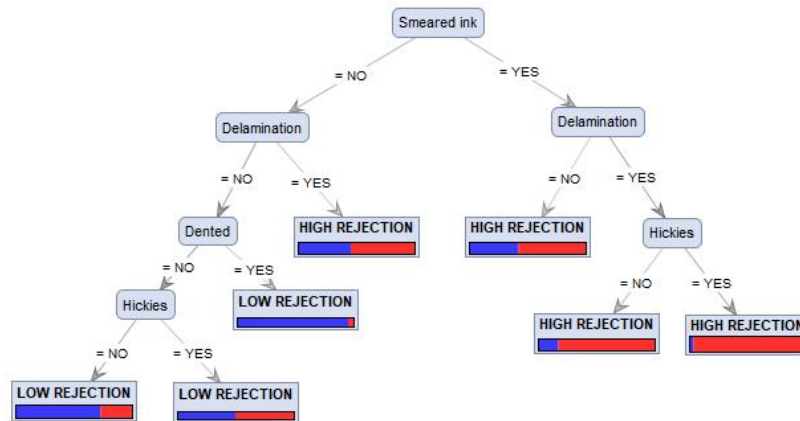 Smeared ink
= NO
= YES
Delamination
Delamination
= NO
= YES
= NO
= YES
Dented
HIGH REJECTION
HIGH REJECTION
Hickies
= NO
= YES
= NO
= YES
Hickies
LOW REJECTION
HIGH REJECTION
HIGH REJECTION
= NO
= YES
LOW REJECTION
LOW REJECTION